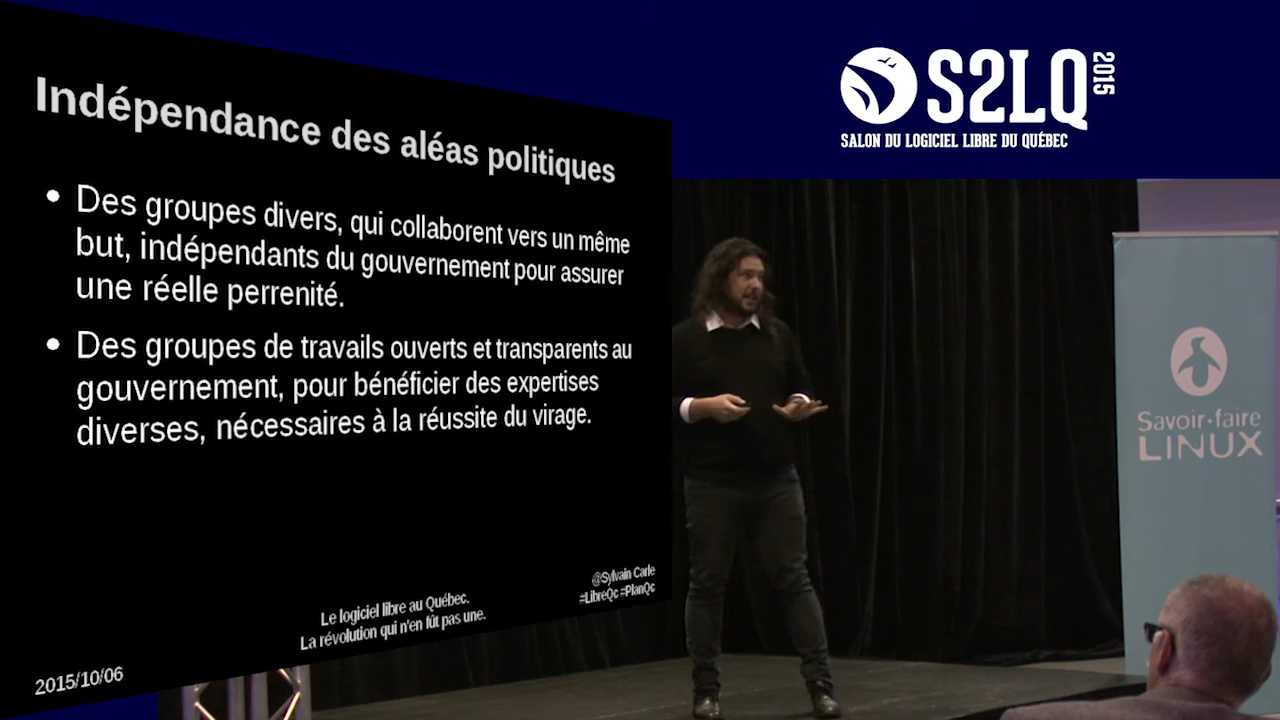 Indépendance des aléas politiques
Des groupes divers, qui collaborent vers un même
but, indépendants du gouvernement pour assurer
une réelle perrenité.
Des groupes de travails ouverts et transparents au
gouvernement, pour bénéficier des expertises
diverses, nécessaires à la réussite du virage.
@Sylvain Carle
#LibreQc #PlanQc
Le logiciel libre au Québec.
La révolution qui n'en fût pas une.
2015/10/06
S2LQ
2015
SALON DU LOGICIEL LIBRE DU QUÉBEC
Savoir-faire
LINUX